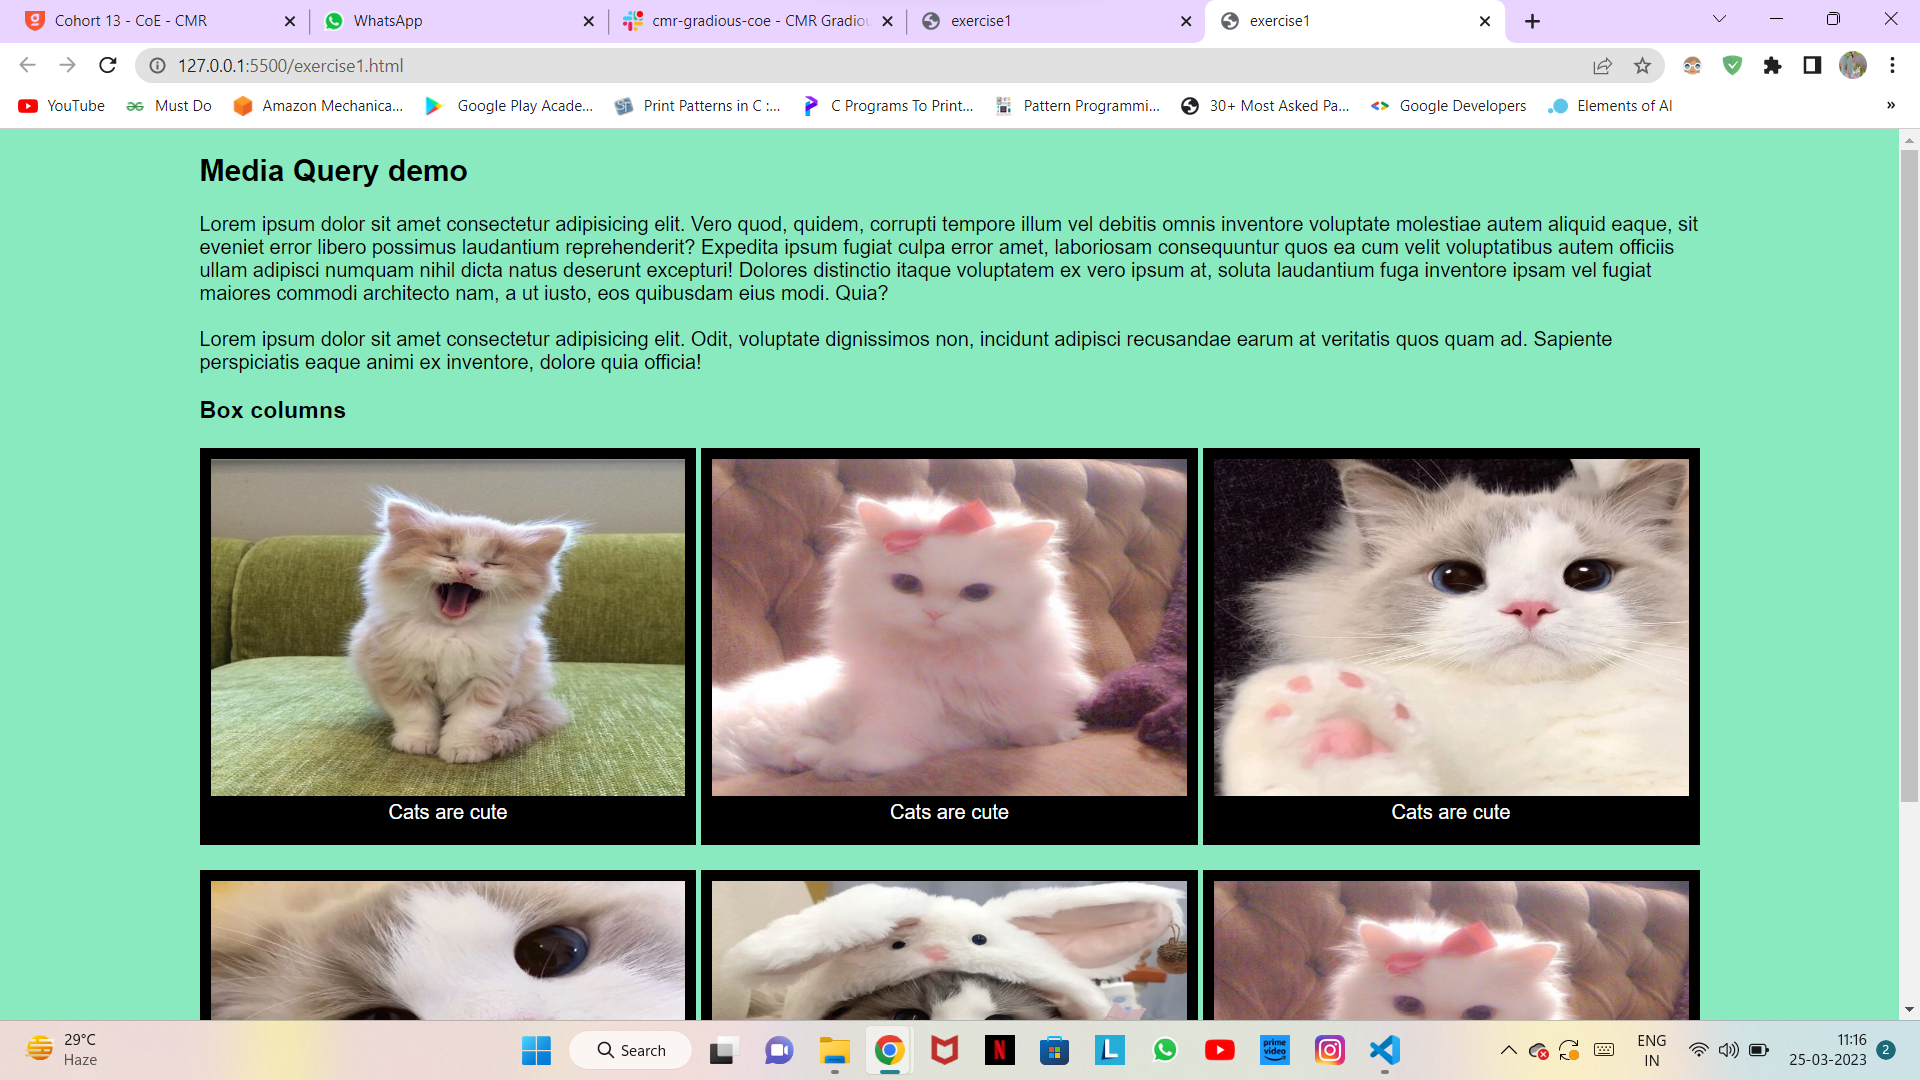 Cohort 13 - CoE - CMR
WhatsApp
cmr-gradious-coe - CMR Gradiou
exercise1
exercise1
127.0.0.1:5500/exercise1.html
YouTube
Must Do
Amazon Mechanica...
Google Play Acade...
Print Patterns in C :...
C Programs To Print...
Pattern Programmi...
30+ Most Asked Pa...
Google Developers
Elements of AI
»
Media Query demo
Lorem ipsum dolor sit amet consectetur adipisicing elit. Vero quod, quidem, corrupti tempore illum vel debitis omnis inventore voluptate molestiae autem aliquid eaque, sit
eveniet error libero possimus laudantium reprehenderit? Expedita ipsum fugiat culpa error amet, laboriosam consequuntur quos ea cum velit voluptatibus autem officiis
ullam adipisci numquam nihil dicta natus deserunt excepturi! Dolores distinctio itaque voluptatem ex vero ipsum at, soluta laudantium fuga inventore ipsam vel fugiat
maiores commodi architecto nam, a ut iusto, eos quibusdam eius modi. Quia?
Lorem ipsum dolor sit amet consectetur adipisicing elit. Odit, voluptate dignissimos non, incidunt adipisci recusandae earum at veritatis quos quam ad. Sapiente
perspiciatis eaque animi ex inventore, dolore quia officia!
Box columns
Cats are cute
Cats are cute
Cats are cute
29°C
Haze
Search
N
L
prime
video
ENG
IN
11:16
25-03-2023
2